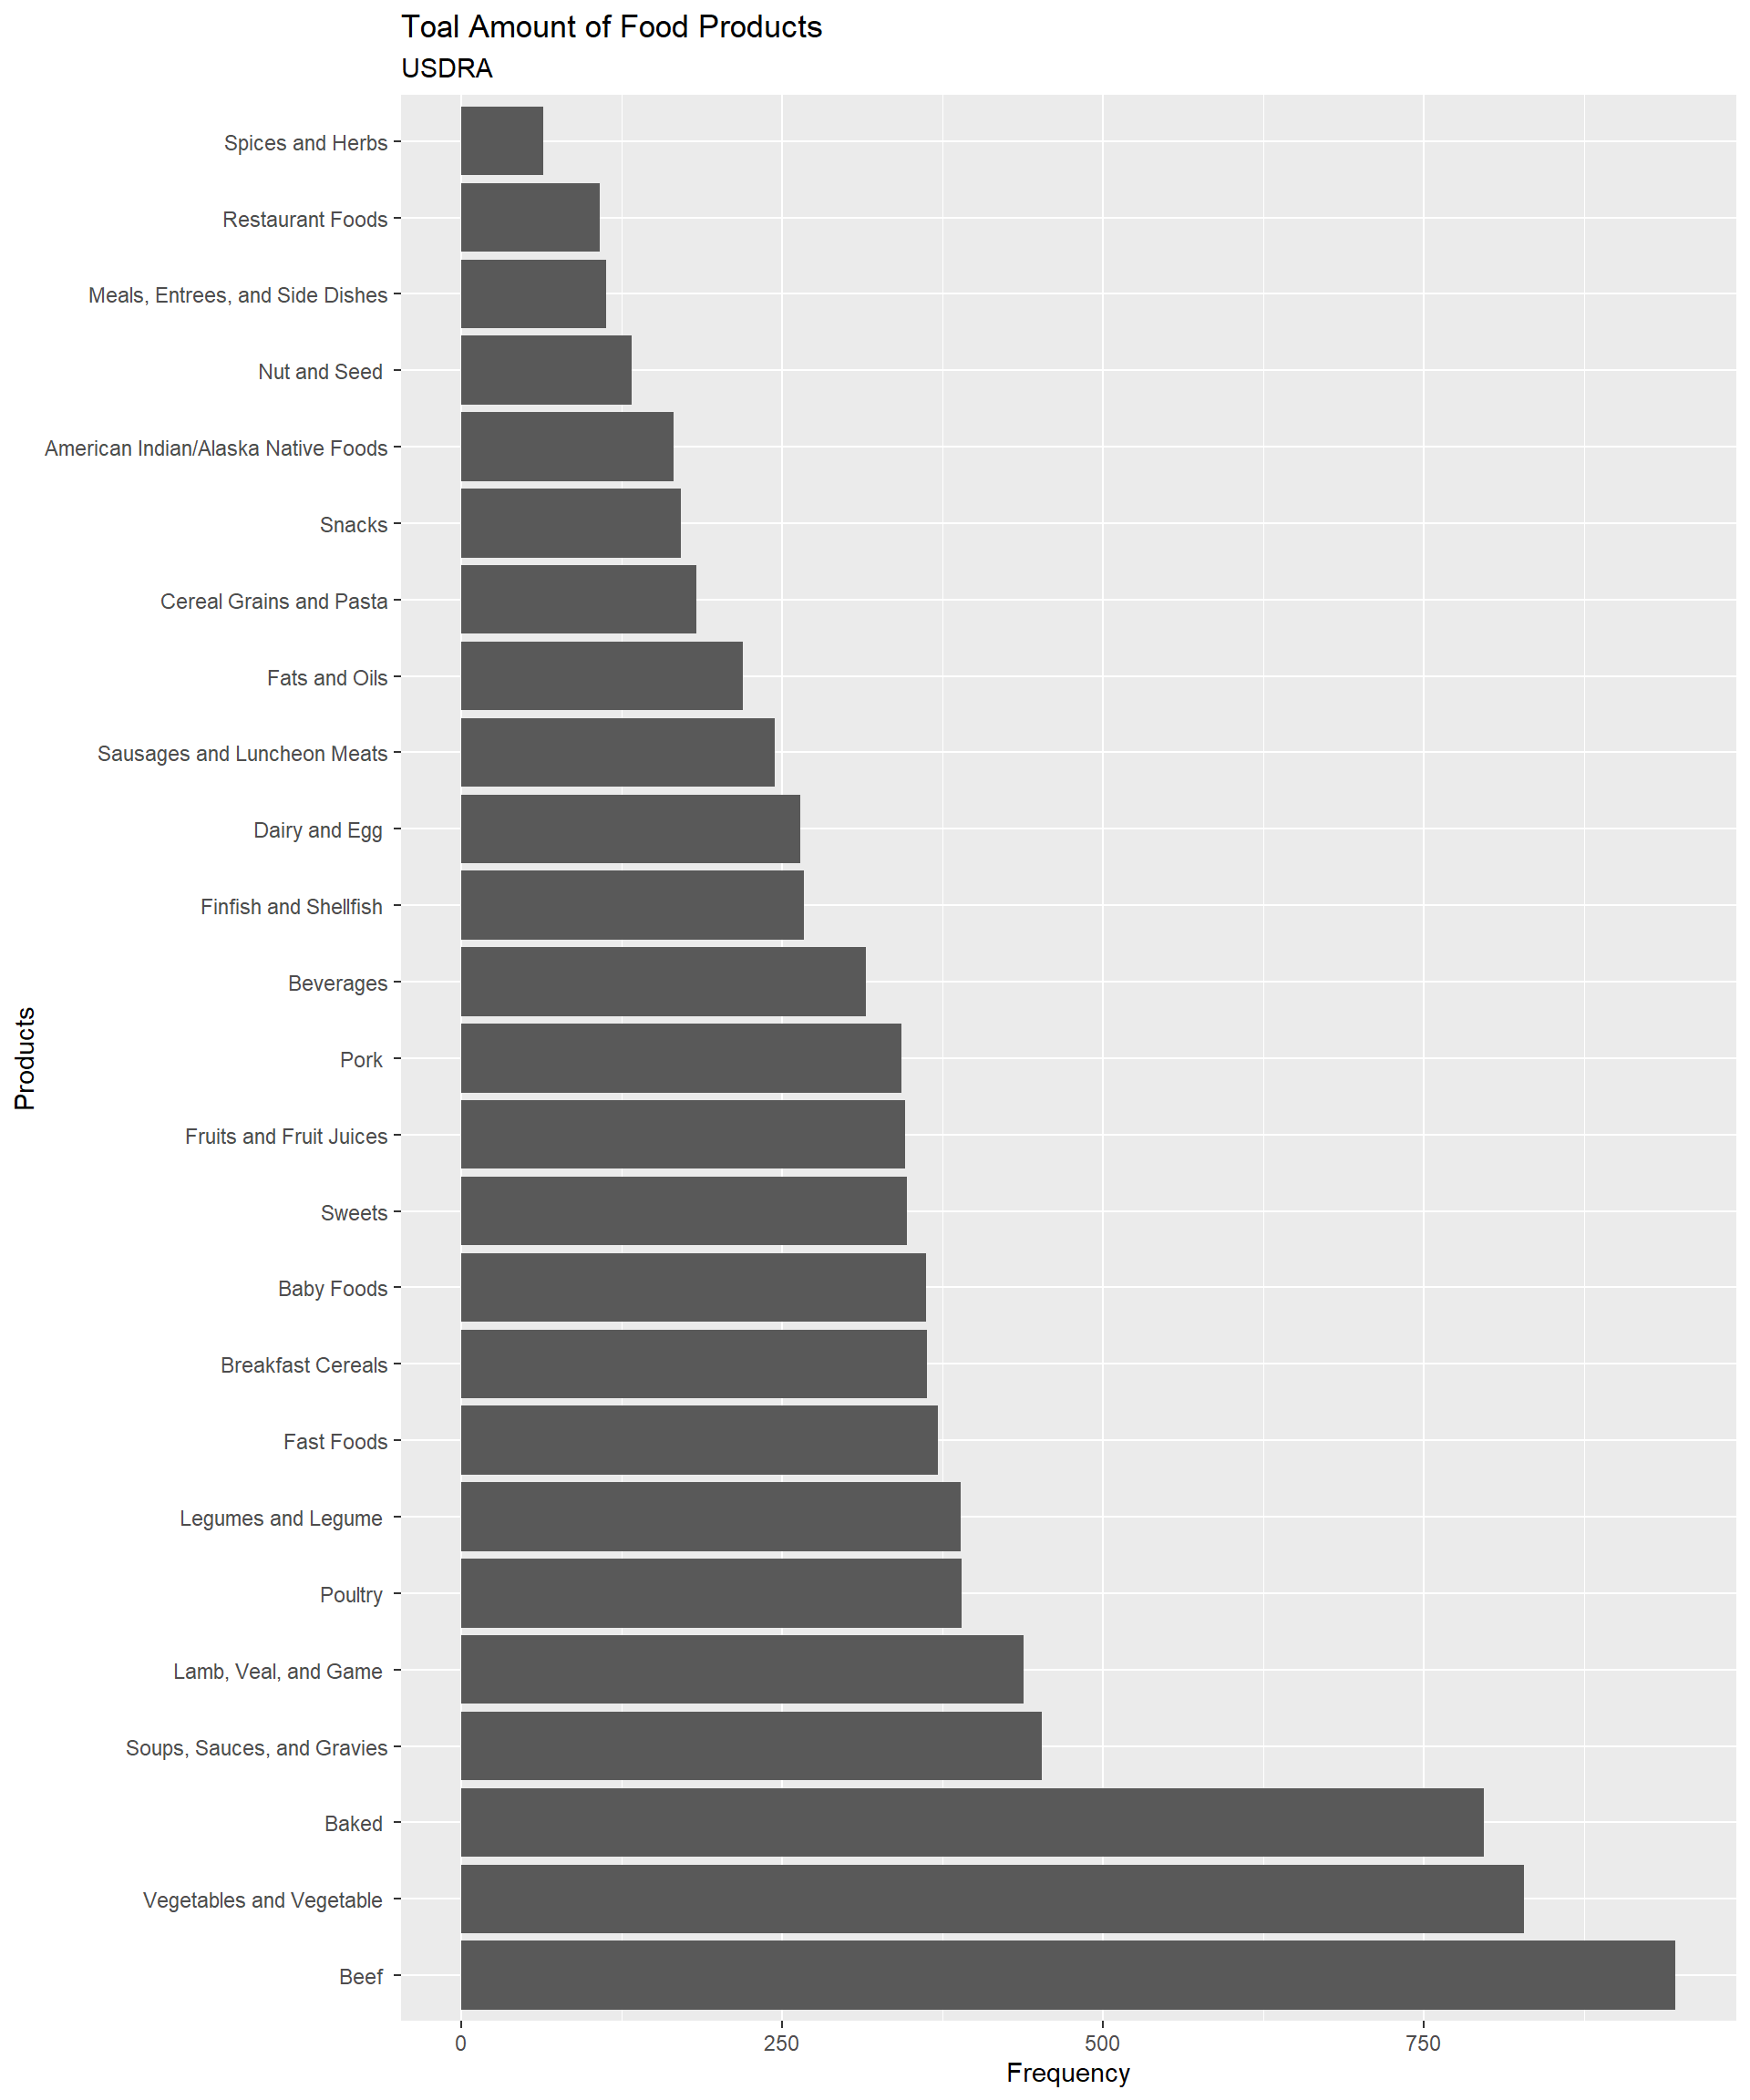 Toal Amount of Food Products
USDRA
Spices and Herbs
Restaurant Foods
Meals, Entrees, and Side Dishes
Nut and Seed
American Indian/Alaska Native Foods
Snacks
Cereal Grains and Pasta
Fats and Oils
Sausages and Luncheon Meats
Dairy and Egg
Finfish and Shellfish
Beverages
Pork
Fruits and Fruit Juices
Sweets
Baby Foods
Breakfast Cereals
Fast Foods
Legumes and Legume
Poultry
Lamb, Veal, and Game
Soups, Sauces, and Gravies
Baked
Vegetables and Vegetable
Beef
Products
0 250 500 750
Frequency